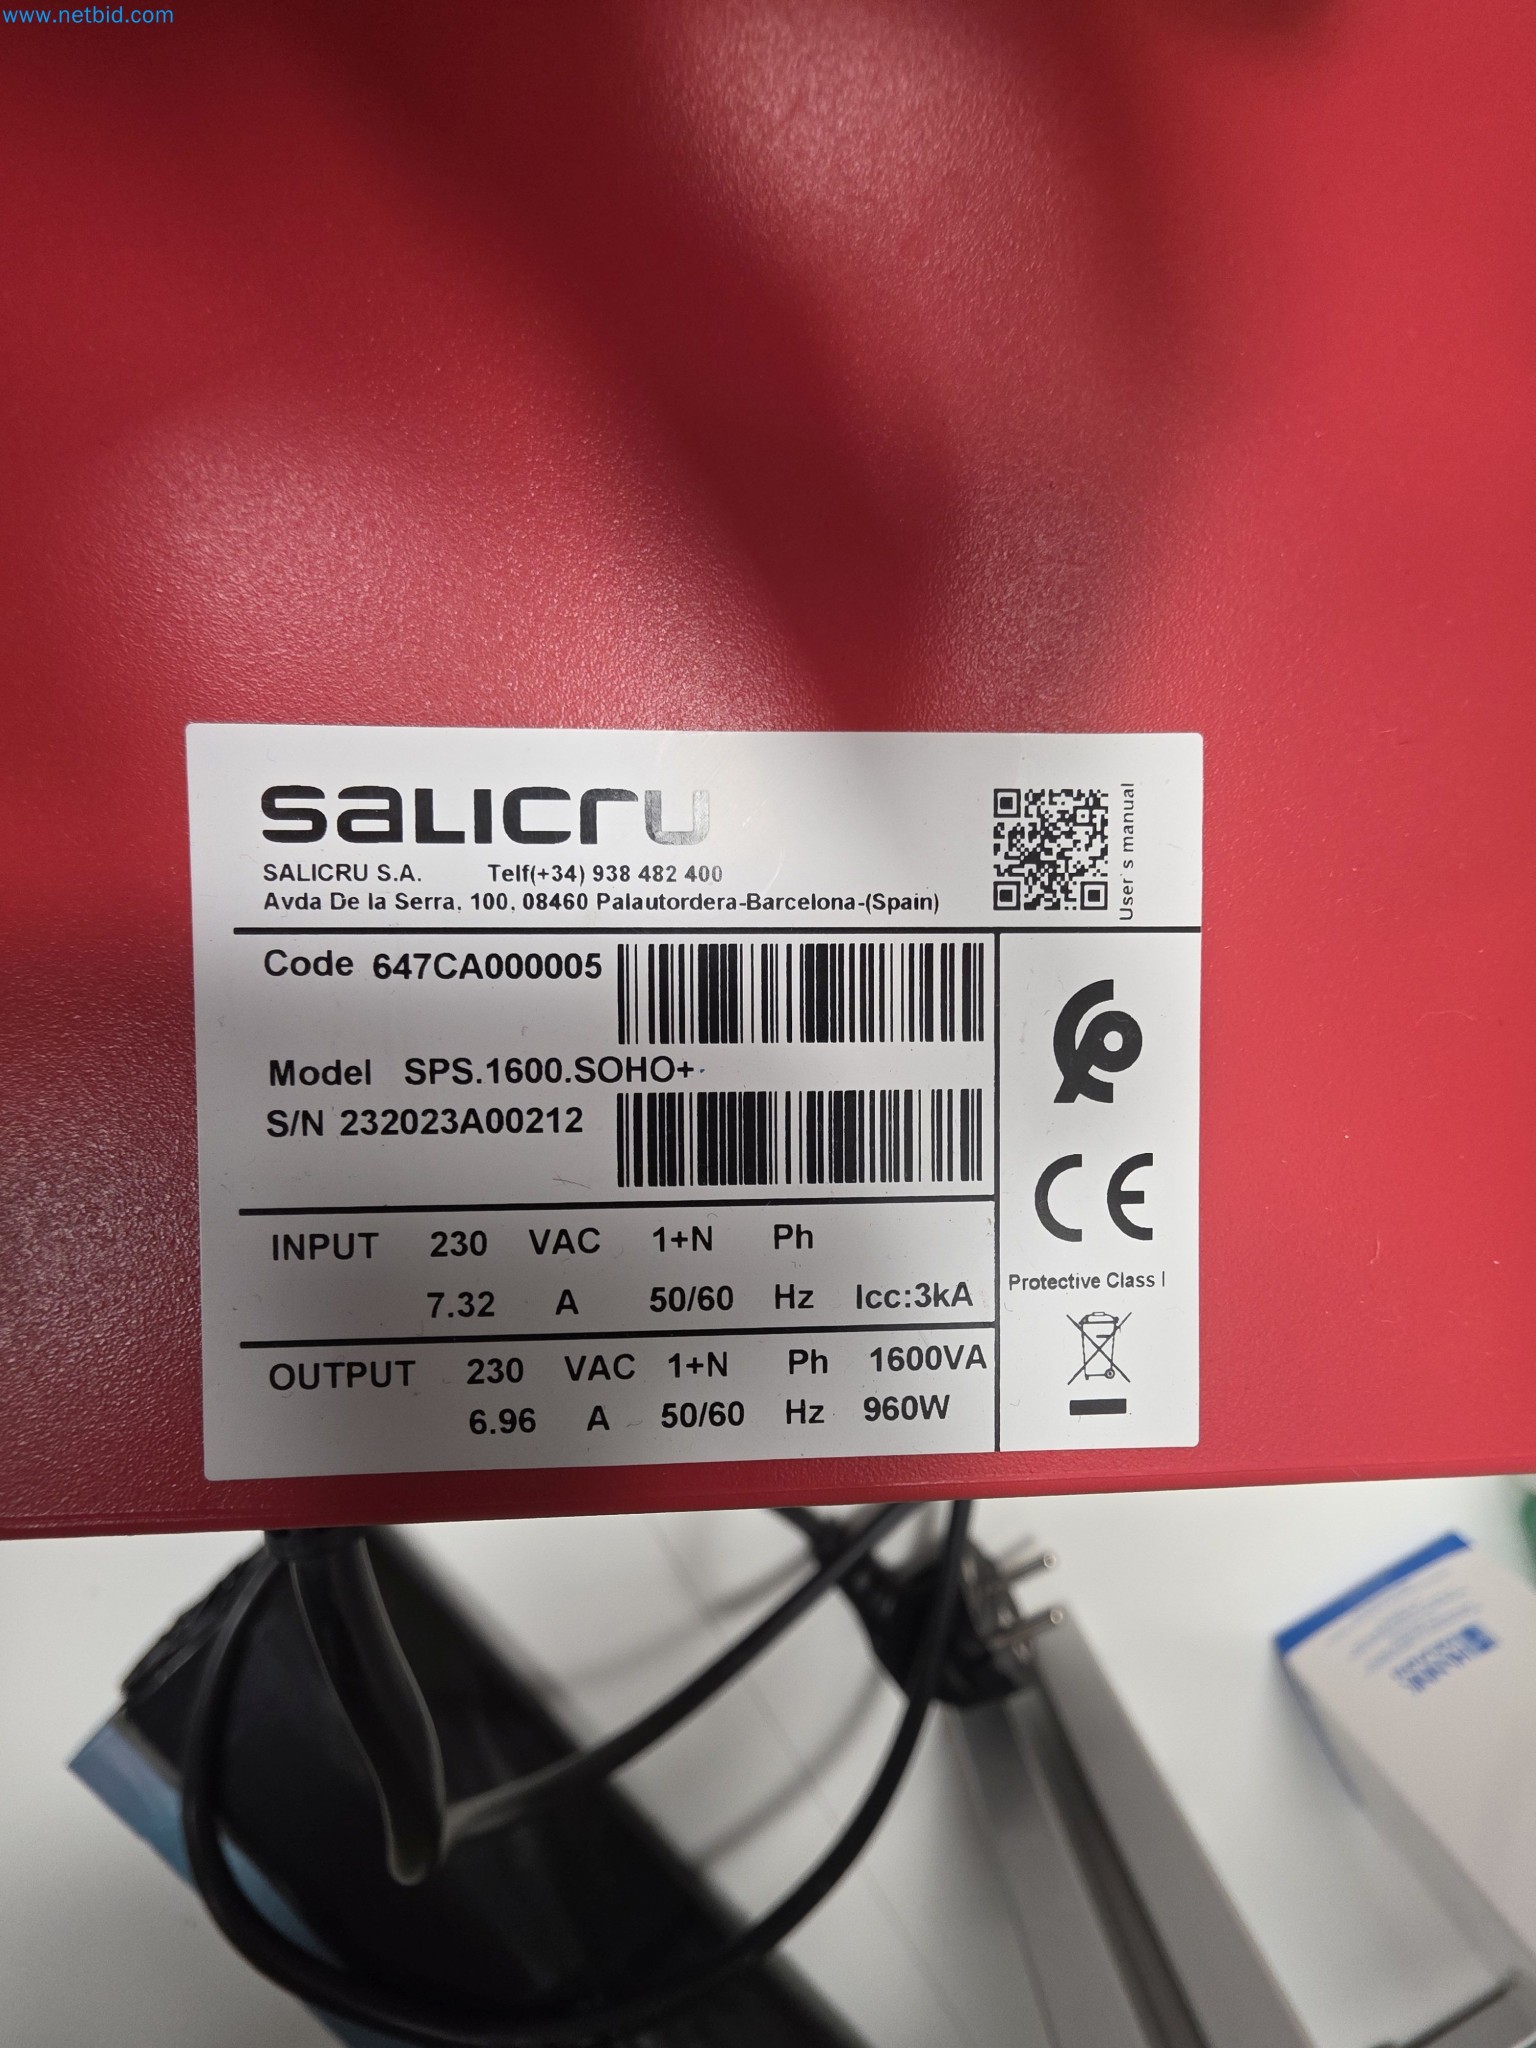 www.netbid.com
SALICRU
SALICRU S.A. Telf(+34) 938 482 400
Avda De la Serra, 100, 08460 Palautordera-Barcelona-(Spain)
User`s manual
Code 647CA000005
Model SPS.1600.SOHO+
S/N 232023A00212
INPUT 230 VAC 1+N Ph
7.32 A 50/60 Hz Icc:3kA
OUTPUT 230 VAC 1+N Ph 1600VA
6.96 A 50/60 Hz 960W
CE
Protective Class I